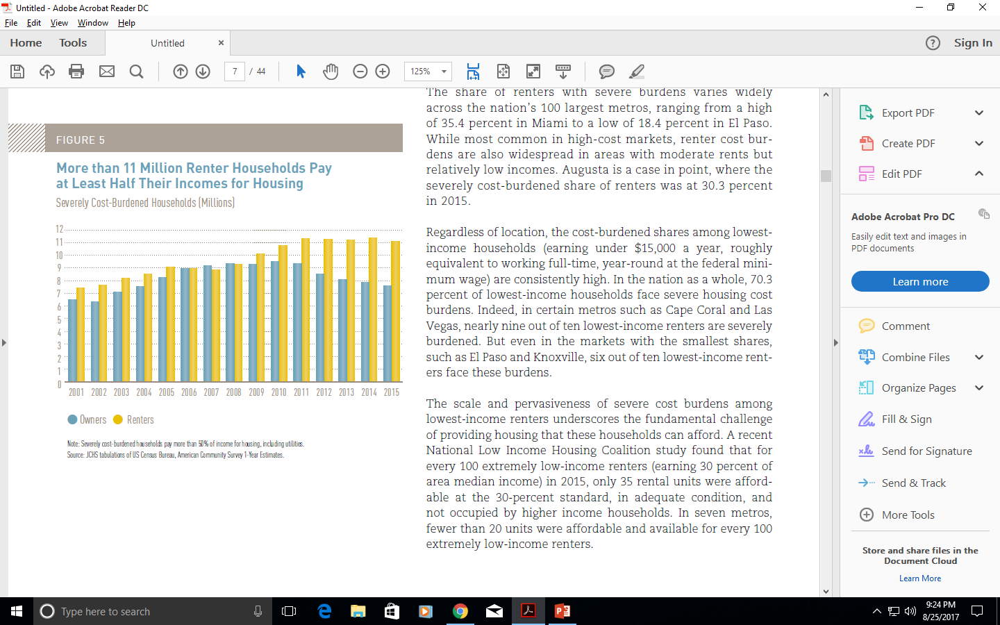 Untitled - Adobe Acrobat Reader DC
File Edit View Window Help
Home Tools Untitled × ? Sign In
7 / 44 125%
FIGURE 5
More than 11 Million Renter Households Pay
at Least Half Their Incomes for Housing
Severely Cost-Burdened Households (Millions)
12
11
10
9
8
7
6
5
4
3
2
1
0
2001 2002 2003 2004 2005 2006 2007 2008 2009 2010 2011 2012 2013 2014 2015
Owners Renters
Note: Severely cost-burdened households pay more than 50% of income for housing, including utilities.
Source: JCHS tabulations of US Census Bureau, American Community Survey 1-Year Estimates.
The share of renters with severe burdens varies widely
across the nation's 100 largest metros, ranging from a high
of 35.4 percent in Miami to a low of 18.4 percent in El Paso.
While most common in high-cost markets, renter cost bur-
dens are also widespread in areas with moderate rents but
relatively low incomes. Augusta is a case in point, where the
severely cost-burdened share of renters was at 30.3 percent
in 2015.
Regardless of location, the cost-burdened shares among lowest-
income households (earning under $15,000 a year, roughly
equivalent to working full-time, year-round at the federal mini-
mum wage) are consistently high. In the nation as a whole, 70.3
percent of lowest-income households face severe housing cost
burdens. Indeed, in certain metros such as Cape Coral and Las
Vegas, nearly nine out of ten lowest-income renters are severely
burdened. But even in the markets with the smallest shares,
such as El Paso and Knoxville, six out of ten lowest-income rent-
ers face these burdens.
The scale and pervasiveness of severe cost burdens among
lowest-income renters underscores the fundamental challenge
of providing housing that these households can afford. A recent
National Low Income Housing Coalition study found that for
every 100 extremely low-income renters (earning 30 percent of
area median income) in 2015, only 35 rental units were afford-
able at the 30-percent standard, in adequate condition, and
not occupied by higher income households. In seven metros,
fewer than 20 units were affordable and available for every 100
extremely low-income renters.
Export PDF
Create PDF
Edit PDF
Adobe Acrobat Pro DC
Easily edit text and images in
PDF documents
Learn more
Comment
Combine Files
Organize Pages
Fill & Sign
Send for Signature
Send & Track
More Tools
Store and share files in the
Document Cloud
Learn More
Type here to search
9:24 PM
8/25/2017